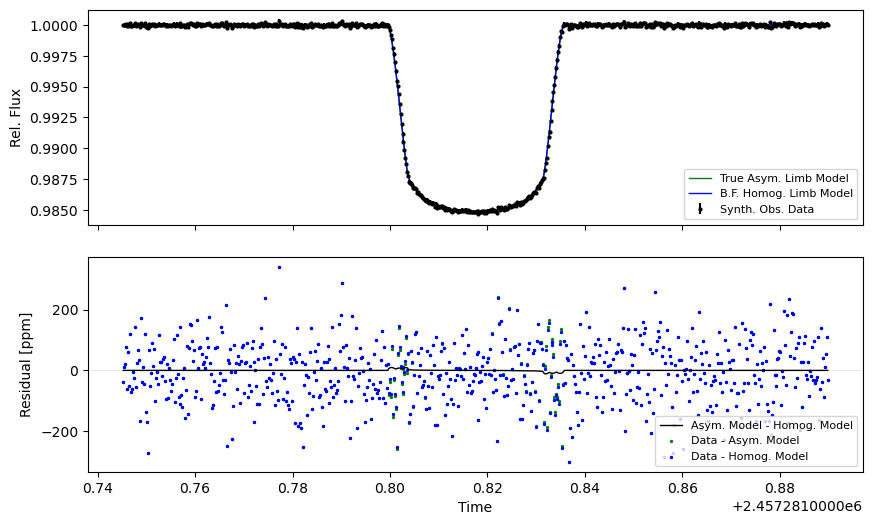 1.0000
0.9975
0.9950
0.9925
0.9900
0.9875
0.9850
Rel. Flux
True Asym. Limb Model
B.F. Homog. Limb Model
Synth. Obs. Data
200
0
−200
Residual [ppm]
Asym. Model - Homog. Model
Data - Asym. Model
Data - Homog. Model
0.74
0.76
0.78
0.80
0.82
0.84
0.86
0.88
Time
+2.4572810000e6